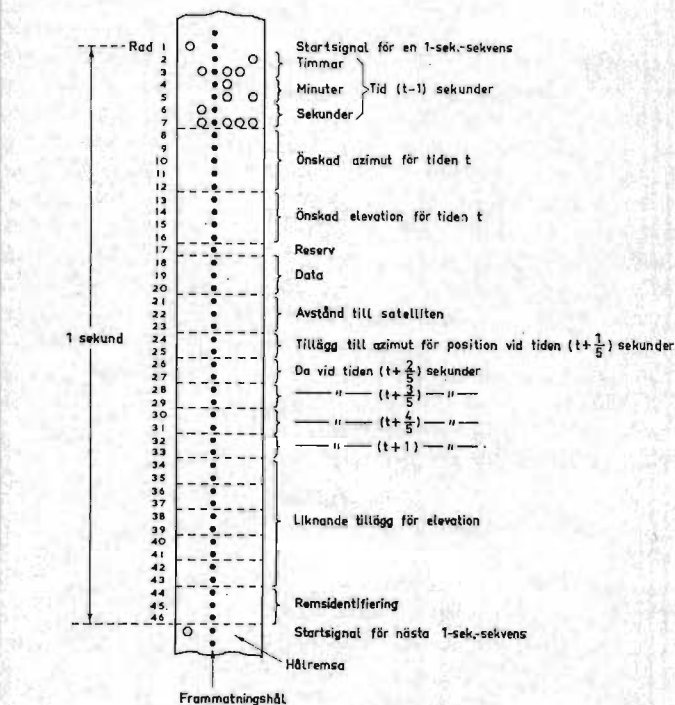 Rad 1 Startsignal för en 1-sek.-sekvens
2 Timmar
3
4 Minuter Tid (t-1) sekunder
5
6 Sekunder
7
8
9
10 Önskad azimut för tiden t
11
12
13
14 Önskad elevation för tiden t
15
16
17 Reserv
18
19 Data
20
21
22 Avstånd till satelliten
23
1 sekund
24 Tillägg till azimut för position vid tiden (t+1/5) sekunder
25
26 Da vid tiden (t+2/5) sekunder
27
28 — " — (t+3/5) — " —
29
30 — " — (t+4/5) — " —
31
32 — " — (t+1) — " —
33
34
35
36
37
38 Liknande tillägg för elevation
39
40
41
42
43
44
45 Remsidentifiering
46
Startsignal för nästa 1-sek.-sekvens
Hålremsa
Frammatningshål